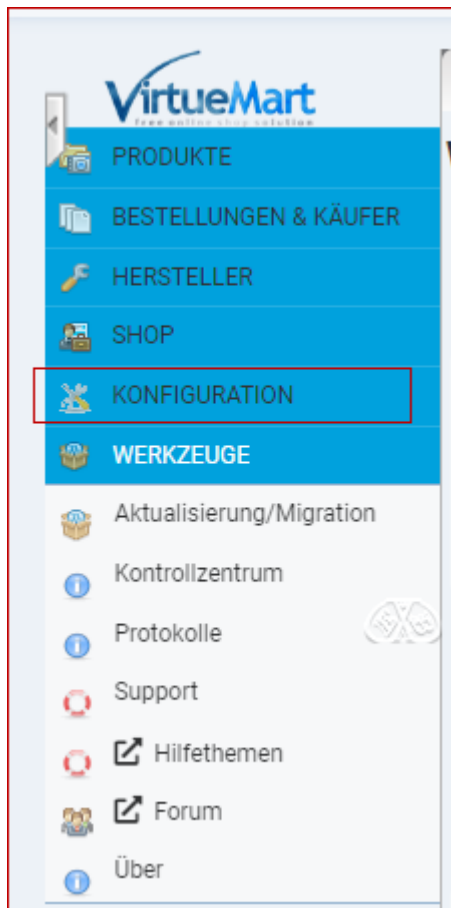 VirtueMart
free online shop solution
PRODUKTE
BESTELLUNGEN & KÄUFER
HERSTELLER
SHOP
KONFIGURATION
WERKZEUGE
Aktualisierung/Migration
Kontrollzentrum
Protokolle
Support
Hilfethemen
Forum
Über